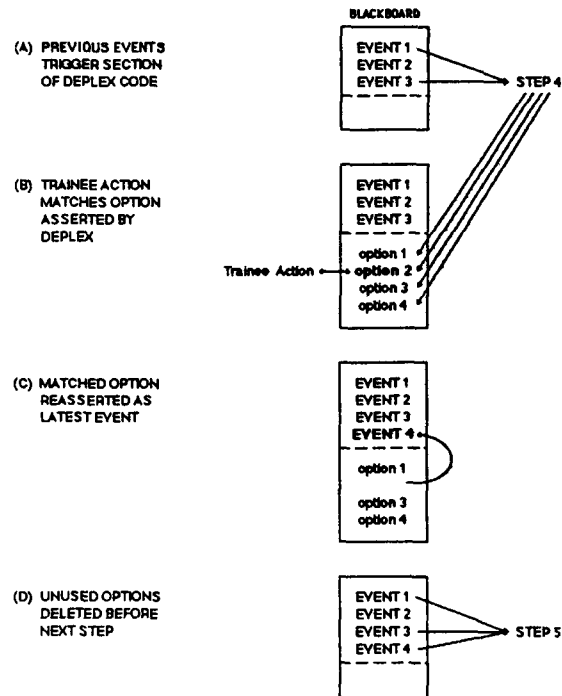 BLACKBOARD
(A) PREVIOUS EVENTS
TRIGGER SECTION
OF DEPLEX CODE
EVENT 1
EVENT 2
EVENT 3
STEP 4
(B) TRAINEE ACTION
MATCHES OPTION
ASSERTED BY
DEPLEX
EVENT 1
EVENT 2
EVENT 3
option 1
Trainee Action
option 2
option 3
option 4
(C) MATCHED OPTION
REASSERTED AS
LATEST EVENT
EVENT 1
EVENT 2
EVENT 3
EVENT 4
option 1
option 3
option 4
(D) UNUSED OPTIONS
DELETED BEFORE
NEXT STEP
EVENT 1
EVENT 2
EVENT 3
EVENT 4
STEP 5